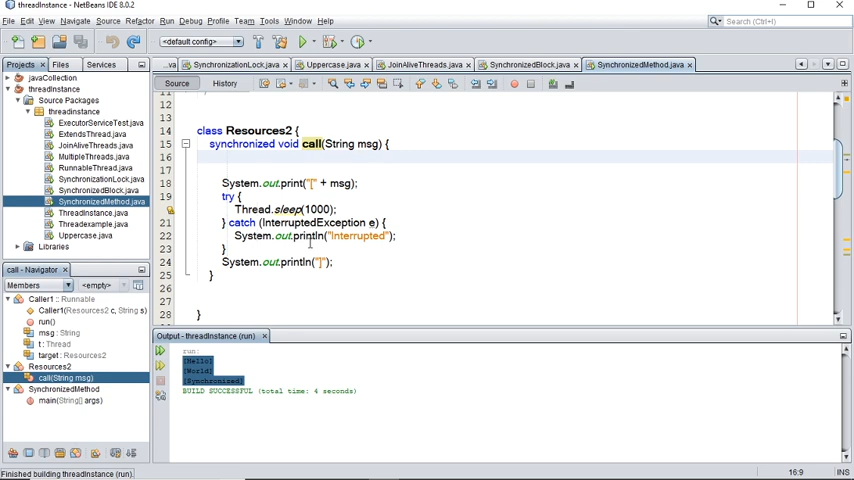 threadInstance - NetBeans IDE 8.0.2
File Edit View Navigate Source Refactor Run Debug Profile Team Tools Window Help
<default config>
Search (Ctrl+I)
Projects Files Services
...va SynchronizationLock.java Uppercase.java JoinAliveThreads.java SynchronizedBlock.java SynchronizedMethod.java
Source History
javaCollection
threadInstance
Source Packages
threadinstance
ExecutorServiceTest.java
ExtendsThread.java
JoinAliveThreads.java
MultipleThreads.java
RunnableThread.java
SynchronizationLock.java
SynchronizedBlock.java
SynchronizedMethod.java
ThreadInstance.java
Threadexample.java
Uppercase.java
Libraries
11
12
13
14 class Resources2 {
15 synchronized void call(String msg) {
16
17
18 System.out.print("[" + msg);
19 try {
Thread.sleep(1000);
21 } catch (InterruptedException e) {
22 System.out.println("Interrupted");
23 }
24 System.out.println("]");
25 }
26
27
28 }
call - Navigator
Members <empty>
Caller1 :: Runnable
Caller1(Resources2 c, String s)
run()
msg : String
t : Thread
target : Resources2
Resources2
call(String msg)
SynchronizedMethod
main(String[] args)
Output - threadInstance (run)
run:
[Hello]
[World]
[Synchronized]
BUILD SUCCESSFUL (total time: 4 seconds)
Finished building threadInstance (run).
16:9 INS